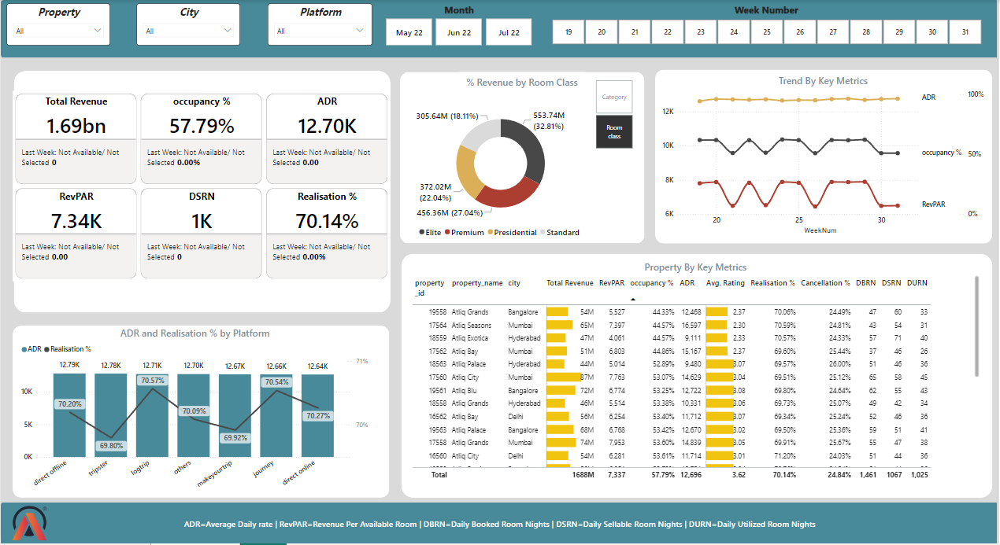 Property
All
City
All
Platform
All
Month
May 22 Jun 22 Jul 22
Week Number
19 20 21 22 23 24 25 26 27 28 29 30 31
Total Revenue
1.69bn
Last Week: Not Available/ Not
Selected 0
occupancy %
57.79%
Last Week: Not Available/ Not
Selected 0.00%
ADR
12.70K
Last Week: Not Available/ Not
Selected 0.00
RevPAR
7.34K
Last Week: Not Available/ Not
Selected 0.00
DSRN
1K
Last Week: Not Available/ Not
Selected 0
Realisation %
70.14%
Last Week: Not Available/ Not
Selected 0.00%
% Revenue by Room Class
Category
Room
class
305.64M (18.11%)
553.74M
(32.81%)
372.02M
(22.04%)
456.36M (27.04%)
Elite Premium Presidential Standard
Trend By Key Metrics
12K
10K
8K
6K
ADR
occupancy %
RevPAR
100%
50%
0%
20 25 30
WeekNum
ADR and Realisation % by Platform
ADR Realisation %
12.79K 12.78K 12.71K 12.70K 12.67K 12.66K 12.64K
71%
70%
10K
5K
0K
70.20%
69.80%
70.57%
70.09%
69.92%
70.54%
70.27%
direct offline
tripster
logtrip
others
makeyourtrip
journey
direct online
Property By Key Metrics
property property_name city Total Revenue RevPAR occupancy % ADR Avg. Rating Realisation % Cancellation % DBRN DSRN DURN
_id
19558 Atliq Grands Bangalore 54M 5,527 44.33% 12,468 2.37 70.06% 24.49% 47 60 33
17564 Atliq Seasons Mumbai 65M 7,397 44.57% 16,597 2.30 70.59% 24.81% 43 54 31
18559 Atliq Exotica Hyderabad 47M 4,061 44.57% 9,111 2.33 70.57% 24.33% 57 71 40
17562 Atliq Bay Mumbai 51M 6,803 44.86% 15,167 2.37 69.60% 25.44% 37 46 26
18563 Atliq Palace Hyderabad 44M 5,014 52.89% 9,480 3.07 69.57% 26.00% 51 46 36
17560 Atliq City Mumbai 87M 7,763 53.07% 14,629 3.04 69.51% 25.12% 65 58 45
19561 Atliq Blu Bangalore 72M 6,774 53.25% 12,722 3.08 69.80% 24.64% 62 55 43
18558 Atliq Grands Hyderabad 46M 5,514 53.38% 10,331 3.06 69.73% 25.07% 49 42 34
16562 Atliq Bay Delhi 56M 6,254 53.40% 11,712 3.07 69.34% 25.24% 52 46 36
19563 Atliq Palace Bangalore 68M 6,768 53.42% 12,670 3.02 69.50% 25.36% 59 51 41
17558 Atliq Grands Mumbai 74M 7,953 53.60% 14,839 3.05 69.91% 25.67% 55 47 38
16560 Atliq City Delhi 54M 6,281 53.61% 11,714 3.01 71.20% 24.03% 51 44 36
Total 1688M 7,337 57.79% 12,696 3.62 70.14% 24.84% 1,461 1067 1,025
ADR=Average Daily rate | RevPAR=Revenue Per Available Room | DBRN=Daily Booked Room Nights | DSRN=Daily Sellable Room Nights | DURN=Daily Utilized Room Nights